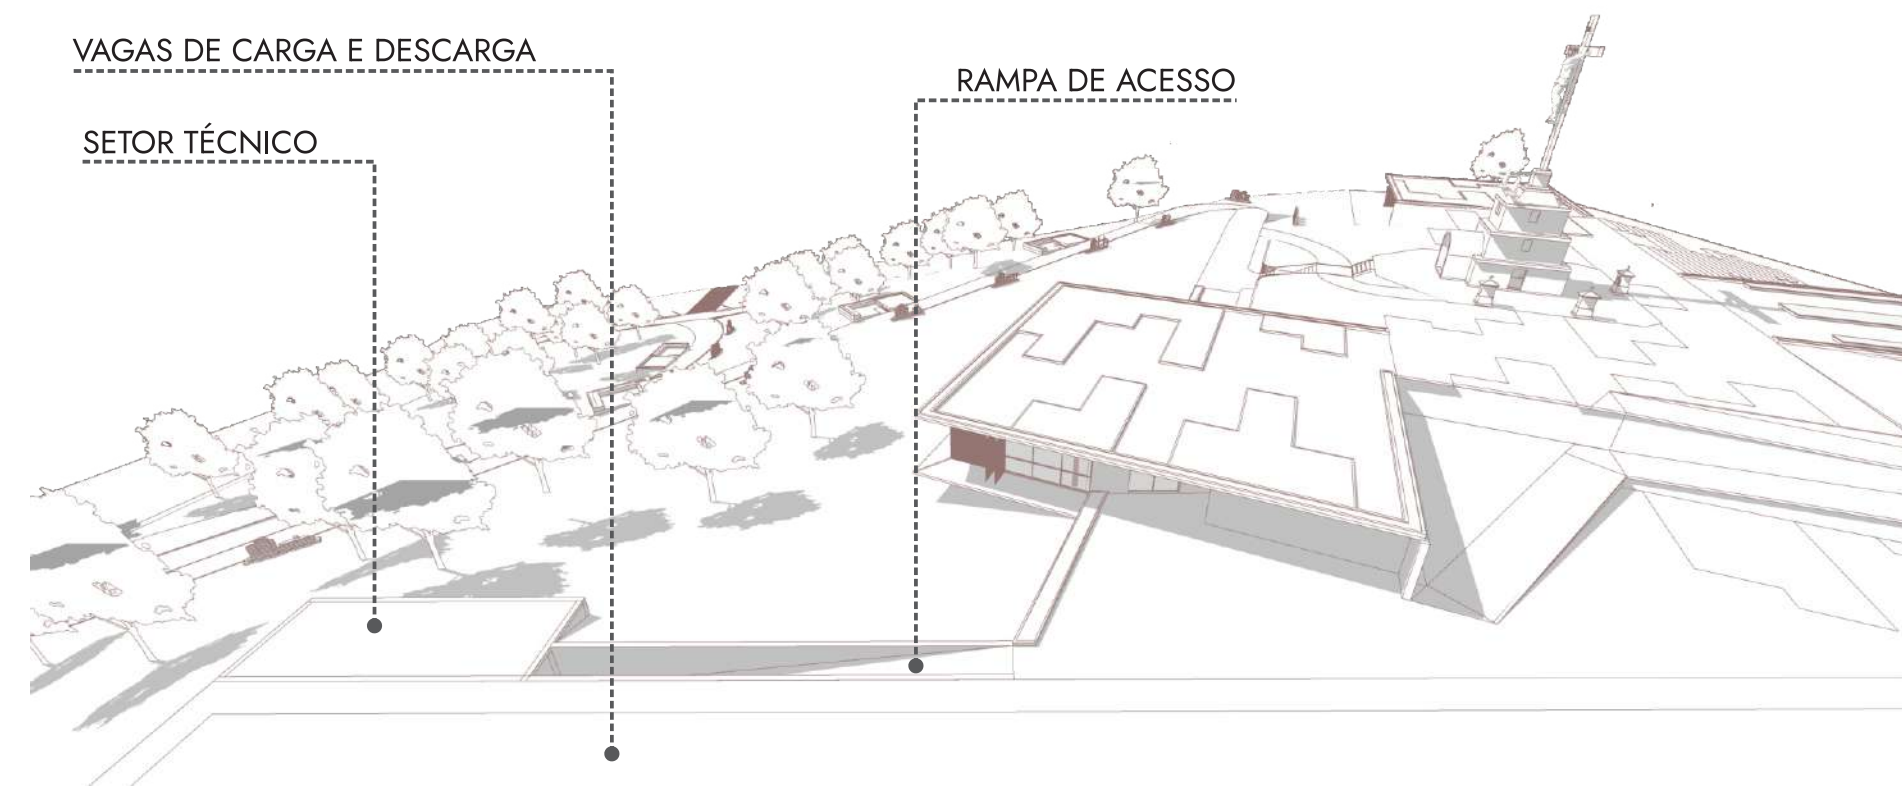 VAGAS DE CARGA E DESCARGA
RAMPA DE ACESSO
SETOR TÉCNICO